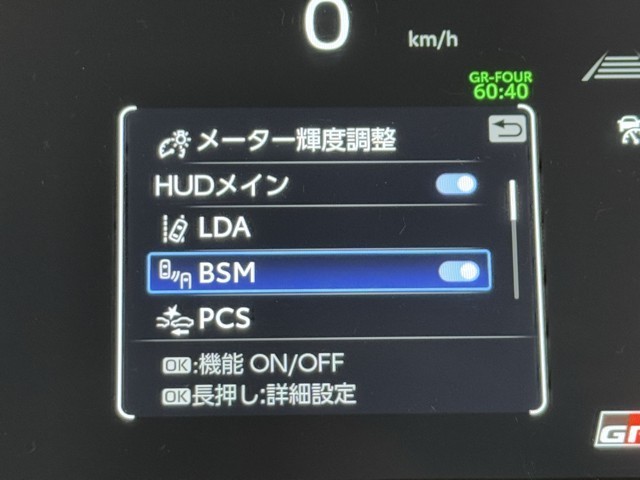 0
km/h
GR-FOUR
60:40
メーター輝度調整
HUDメイン
LDA
BSM
PCS
OK:機能 ON/OFF
OK長押し:詳細設定
GR